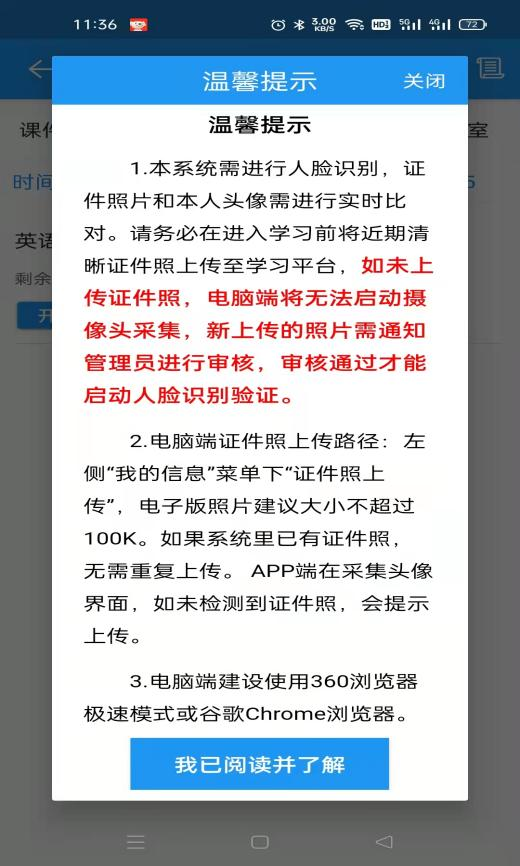 11:36
3.00 KB/S
HD
5G
4G
72
温馨提示 关闭
温馨提示
课件
室
1.本系统需进行人脸识别，证
时间
5
件照片和本人头像需进行实时比
对。请务必在进入学习前将近期清
英语
晰证件照上传至学习平台，如未上
剩余
传证件照，电脑端将无法启动摄
开
像头采集，新上传的照片需通知
管理员进行审核，审核通过才能
启动人脸识别验证。
2.电脑端证件照上传路径：左
侧“我的信息”菜单下“证件照上
传”，电子版照片建议大小不超过
100K。如果系统里已有证件照，
无需重复上传。 APP端在采集头像
界面，如未检测到证件照，会提示
上传。
3.电脑端建设使用360浏览器
极速模式或谷歌Chrome浏览器。
我已阅读并了解